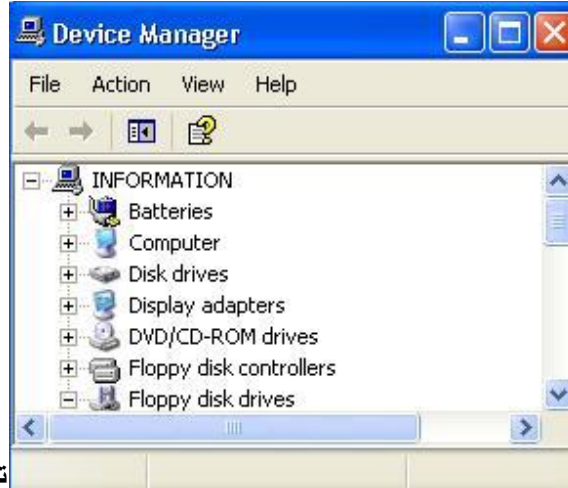 Device Manager
File Action View Help
INFORMATION
Batteries
Computer
Disk drives
Display adapters
DVD/CD-ROM drives
Floppy disk controllers
Floppy disk drives